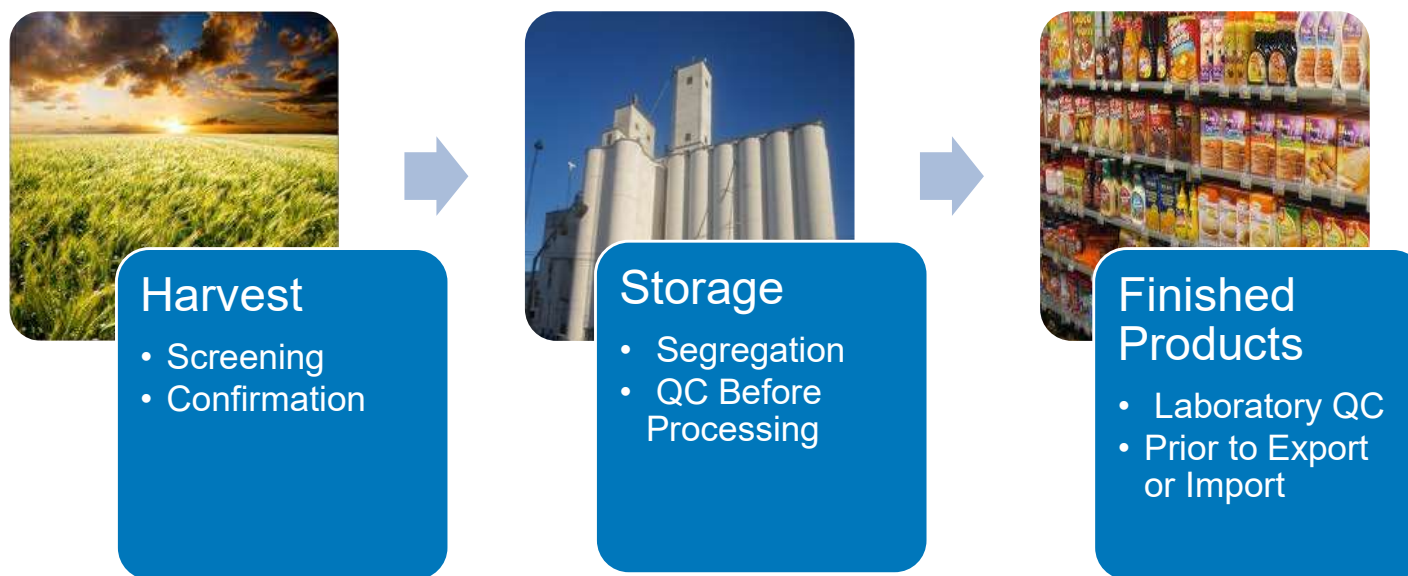 Harvest
• Screening
• Confirmation
Storage
• Segregation
• QC Before
Processing
Finished
Products
• Laboratory QC
• Prior to Export
or Import